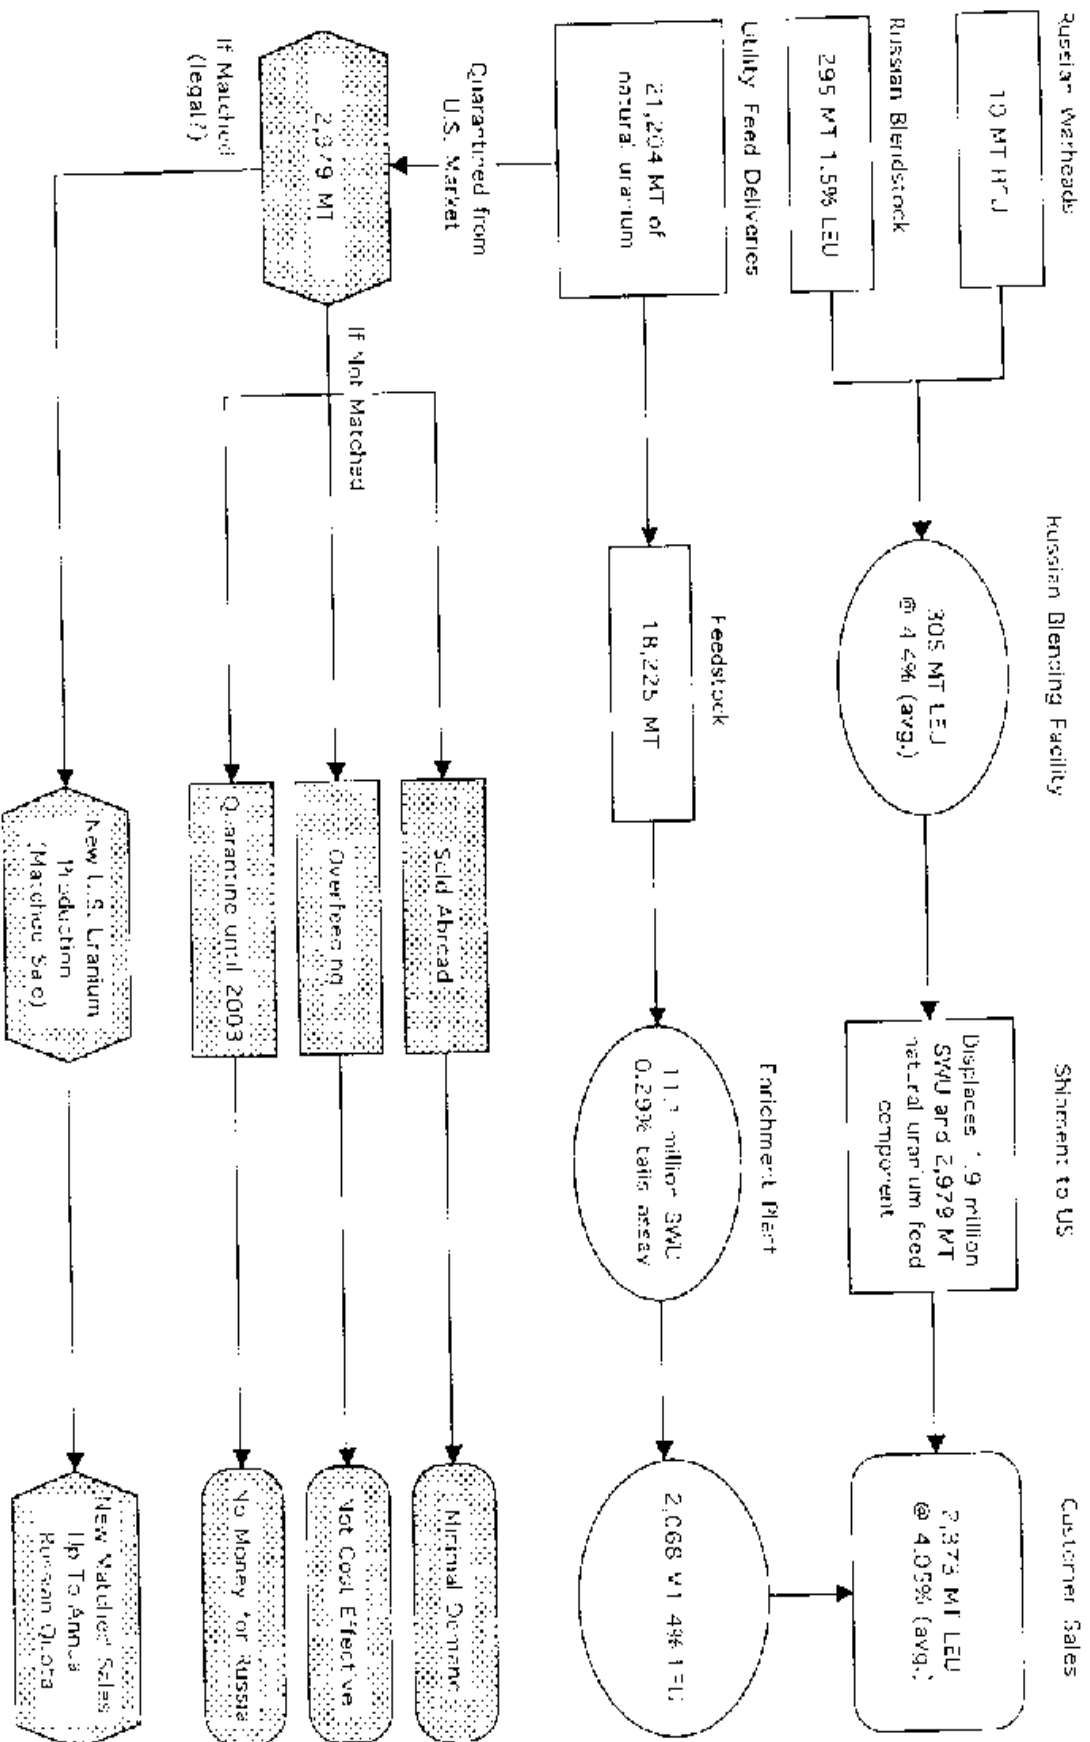 Russian Warheads
10 MT HEU
Russian Blendstock
295 MT 1.5% LEU
Russian Blending Facility
305 MT LEU
@ 4.4% (avg.)
Shipment to US
Displaces 1.9 million
SWU and 2,979 MT
natural uranium feed
component
Customer Sales
2,373 MT LEU
@ 4.05% (avg.)
Utility Feed Deliveries
21,204 MT of
natural uranium
Feedstock
18,225 MT
Enrichment Plant
million SWU
0.29% tails assay
2,068 MT 4% LEU
Quarantined from
U.S. Market
2,979 MT
If Matched
(legal?)
If Not Matched
Sold Abroad
Minimal Demand
Overfeeding
Not Cost Effective
Quarantine until 2003
No Money for Russia
New U.S. Uranium
Production
(Matched Sale)
New Matched Sales
Up To Annual
Russian Quota